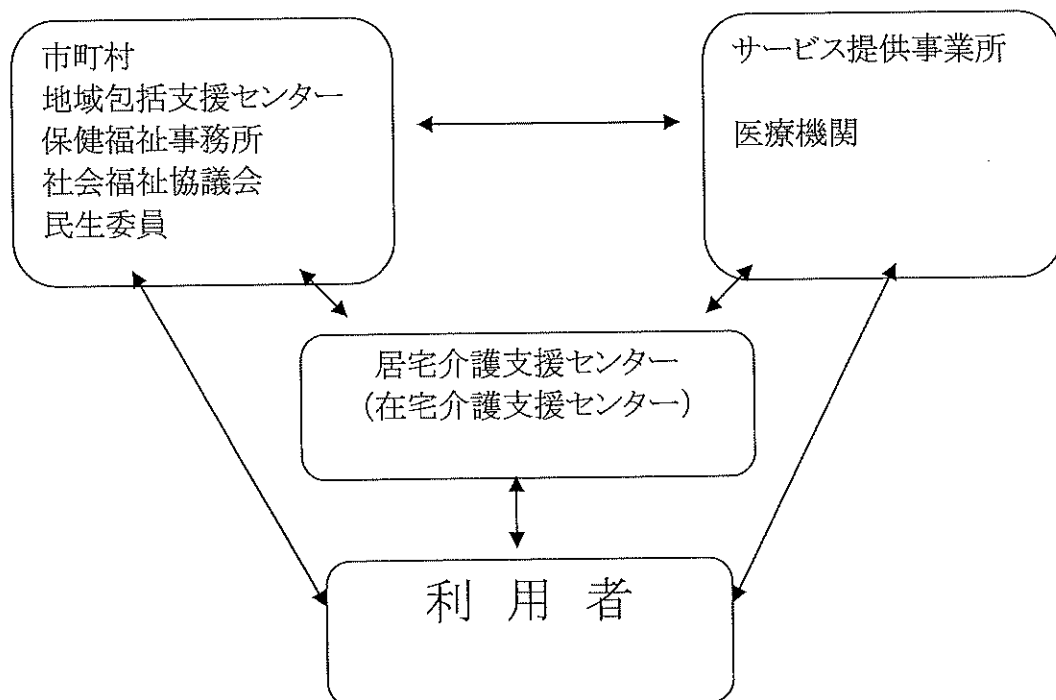 市町村
地域包括支援センター
保健福祉事務所
社会福祉協議会
民生委員
サービス提供事業所
医療機関
居宅介護支援センター
(在宅介護支援センター)
利 用 者